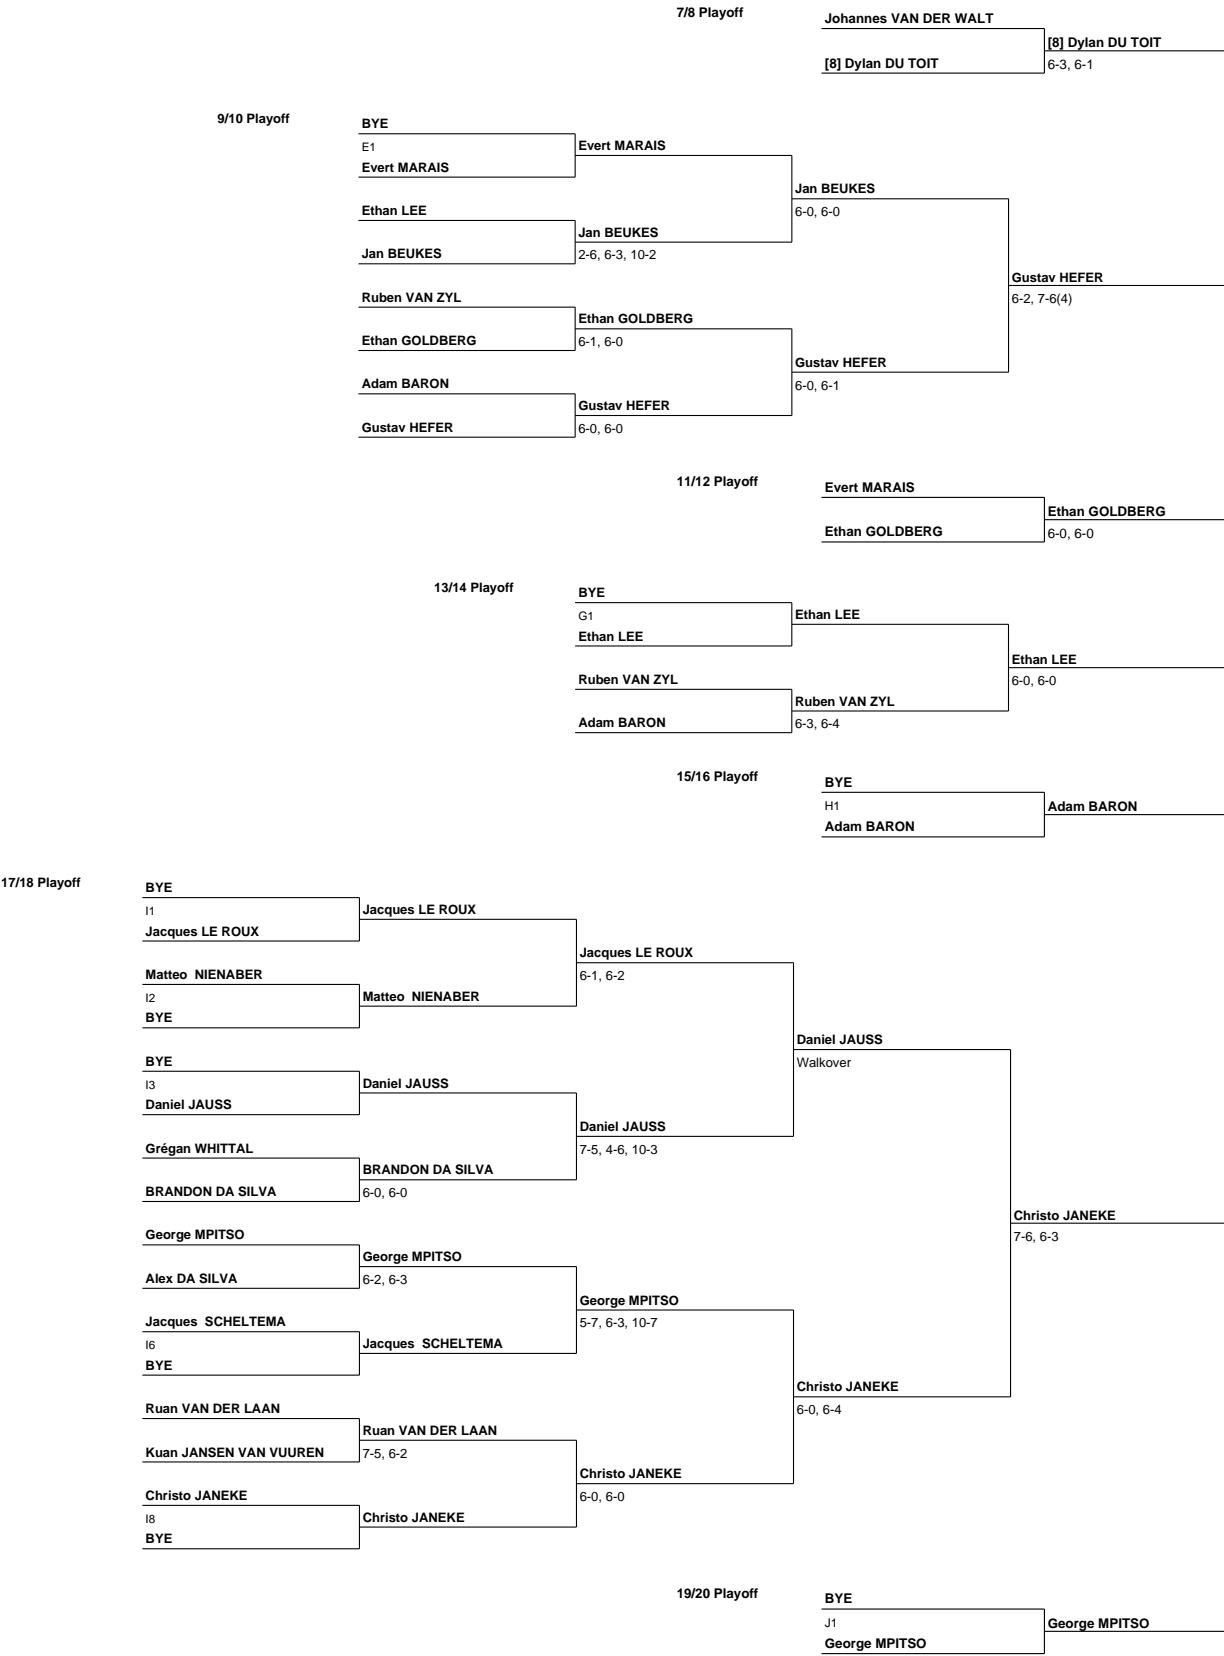 7/8 Playoff
Johannes VAN DER WALT
[8] Dylan DU TOIT
[8] Dylan DU TOIT
6-3, 6-1
9/10 Playoff
BYE
E1
Evert MARAIS
Evert MARAIS
Jan BEUKES
6-0, 6-0
Ethan LEE
Jan BEUKES
Jan BEUKES
2-6, 6-3, 10-2
Gustav HEFER
6-2, 7-6(4)
Ruben VAN ZYL
Ethan GOLDBERG
Ethan GOLDBERG
6-1, 6-0
Gustav HEFER
6-0, 6-1
Adam BARON
Gustav HEFER
Gustav HEFER
6-0, 6-0
11/12 Playoff
Evert MARAIS
Ethan GOLDBERG
Ethan GOLDBERG
6-0, 6-0
13/14 Playoff
BYE
G1
Ethan LEE
Ethan LEE
Ethan LEE
6-0, 6-0
Ruben VAN ZYL
Ruben VAN ZYL
Adam BARON
6-3, 6-4
15/16 Playoff
BYE
H1
Adam BARON
Adam BARON
17/18 Playoff
BYE
I1
Jacques LE ROUX
Jacques LE ROUX
Jacques LE ROUX
6-1, 6-2
Matteo NIENABER
I2
Matteo NIENABER
BYE
Daniel JAUSS
Walkover
BYE
I3
Daniel JAUSS
Daniel JAUSS
Daniel JAUSS
7-5, 4-6, 10-3
Grégan WHITTAL
BRANDON DA SILVA
BRANDON DA SILVA
6-0, 6-0
Christo JANEKE
7-6, 6-3
George MPITSO
George MPITSO
Alex DA SILVA
6-2, 6-3
George MPITSO
5-7, 6-3, 10-7
Jacques SCHELTEMA
I6
Jacques SCHELTEMA
BYE
Christo JANEKE
6-0, 6-4
Ruan VAN DER LAAN
Ruan VAN DER LAAN
Kuan JANSEN VAN VUUREN
7-5, 6-2
Christo JANEKE
6-0, 6-0
Christo JANEKE
I8
Christo JANEKE
BYE
19/20 Playoff
BYE
J1
George MPITSO
George MPITSO